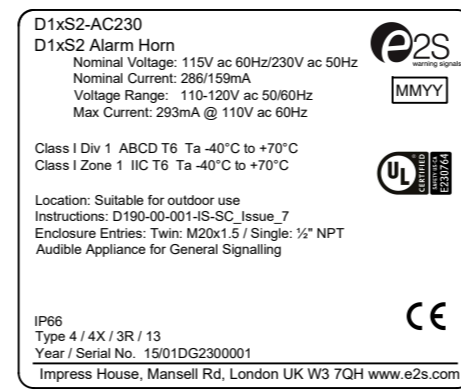 D1xS2-AC230
D1xS2 Alarm Horn
Nominal Voltage: 115V ac 60Hz/230V ac 50Hz
Nominal Current: 286/159mA
Voltage Range: 110-120V ac 50/60Hz
Max Current: 293mA @ 110V ac 60Hz
e2S
warning signals
MMYY
Class I Div 1 ABCD T6 Ta -40°C to +70°C
Class I Zone 1 IIC T6 Ta -40°C to +70°C
UL
CERTIFIED
SAFETY US-CA
E230764
Location: Suitable for outdoor use
Instructions: D190-00-001-IS-SC_Issue_7
Enclosure Entries: Twin: M20x1.5 / Single: ½" NPT
Audible Appliance for General Signalling
IP66
Type 4 / 4X / 3R / 13
Year / Serial No. 15/01DG2300001
CE
Impress House, Mansell Rd, London UK W3 7QH www.e2s.com